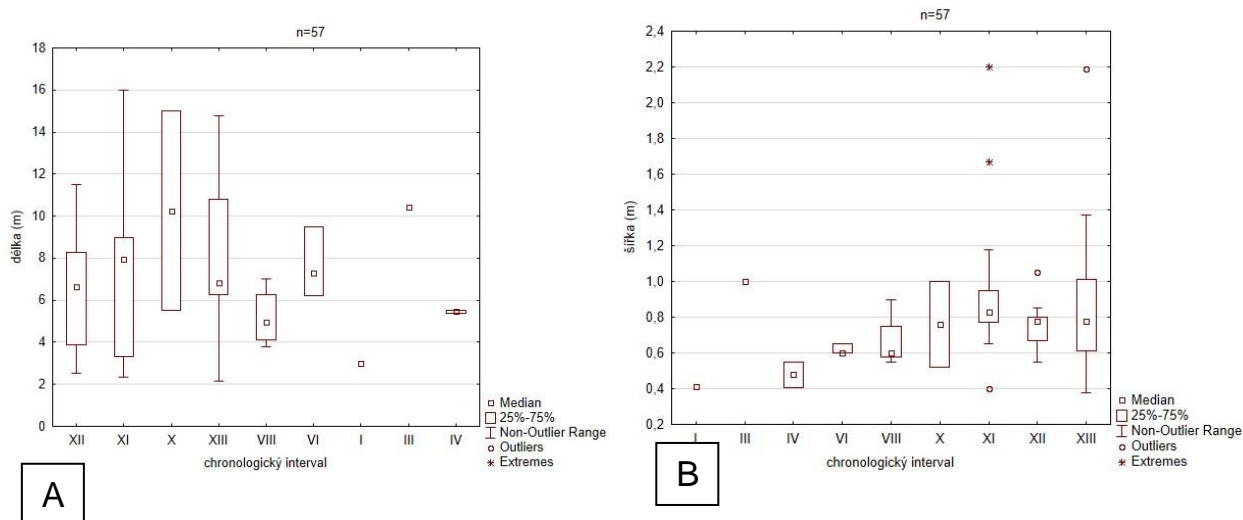 n=57
18
16
14
12
10
8
6
4
2
0
délka (m)
XII XI X XIII VIII VI I III IV
chronologický interval
Median
25%-75%
Non-Outlier Range
Outliers
Extremes
A
n=57
2,4
2,2
2,0
1,8
1,6
1,4
1,2
1,0
0,8
0,6
0,4
0,2
šířka (m)
I III IV VI VIII X XI XII XIII
chronologický interval
Median
25%-75%
Non-Outlier Range
Outliers
Extremes
B